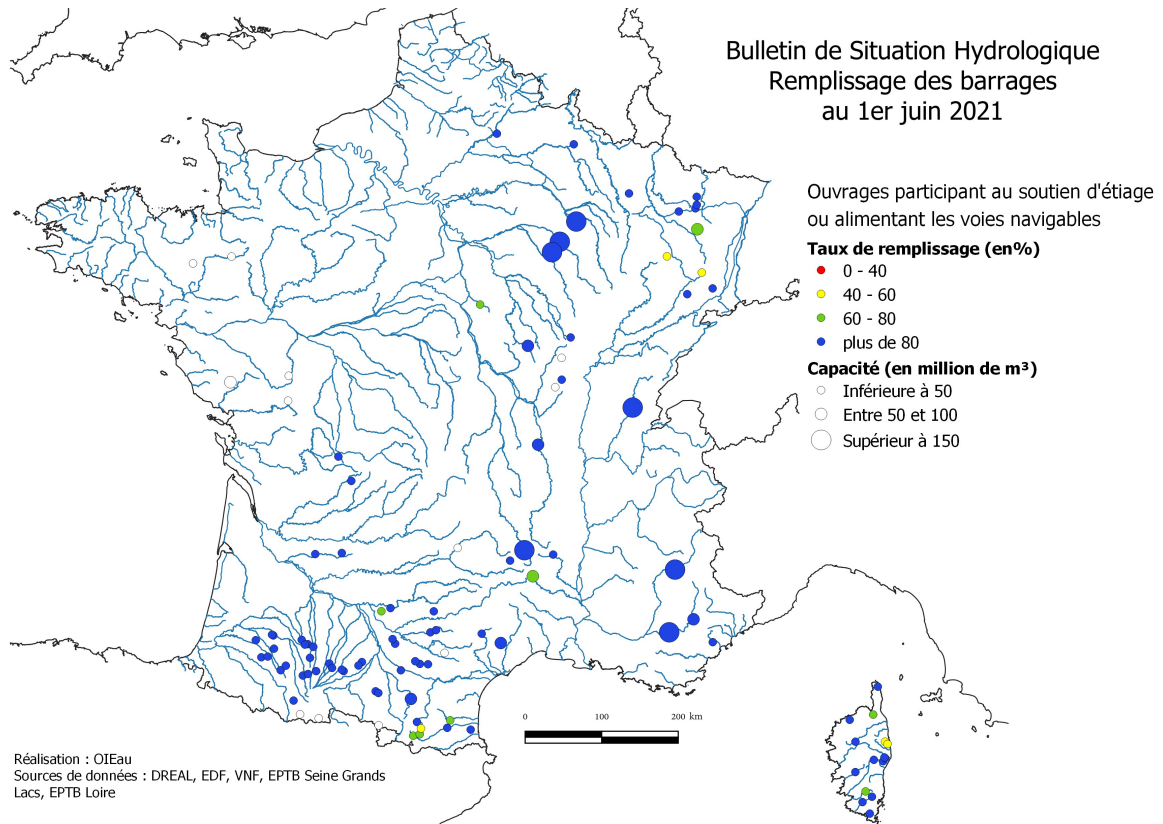 Bulletin de Situation Hydrologique
Remplissage des barrages
au 1er juin 2021
Ouvrages participant au soutien d'étiage
ou alimentant les voies navigables
Taux de remplissage (en%)
0 - 40
40 - 60
60 - 80
plus de 80
Capacité (en million de m³)
Inférieure à 50
Entre 50 et 100
Supérieur à 150
0 100 200 km
Réalisation : OIEau
Sources de données : DREAL, EDF, VNF, EPTB Seine Grands
Lacs, EPTB Loire